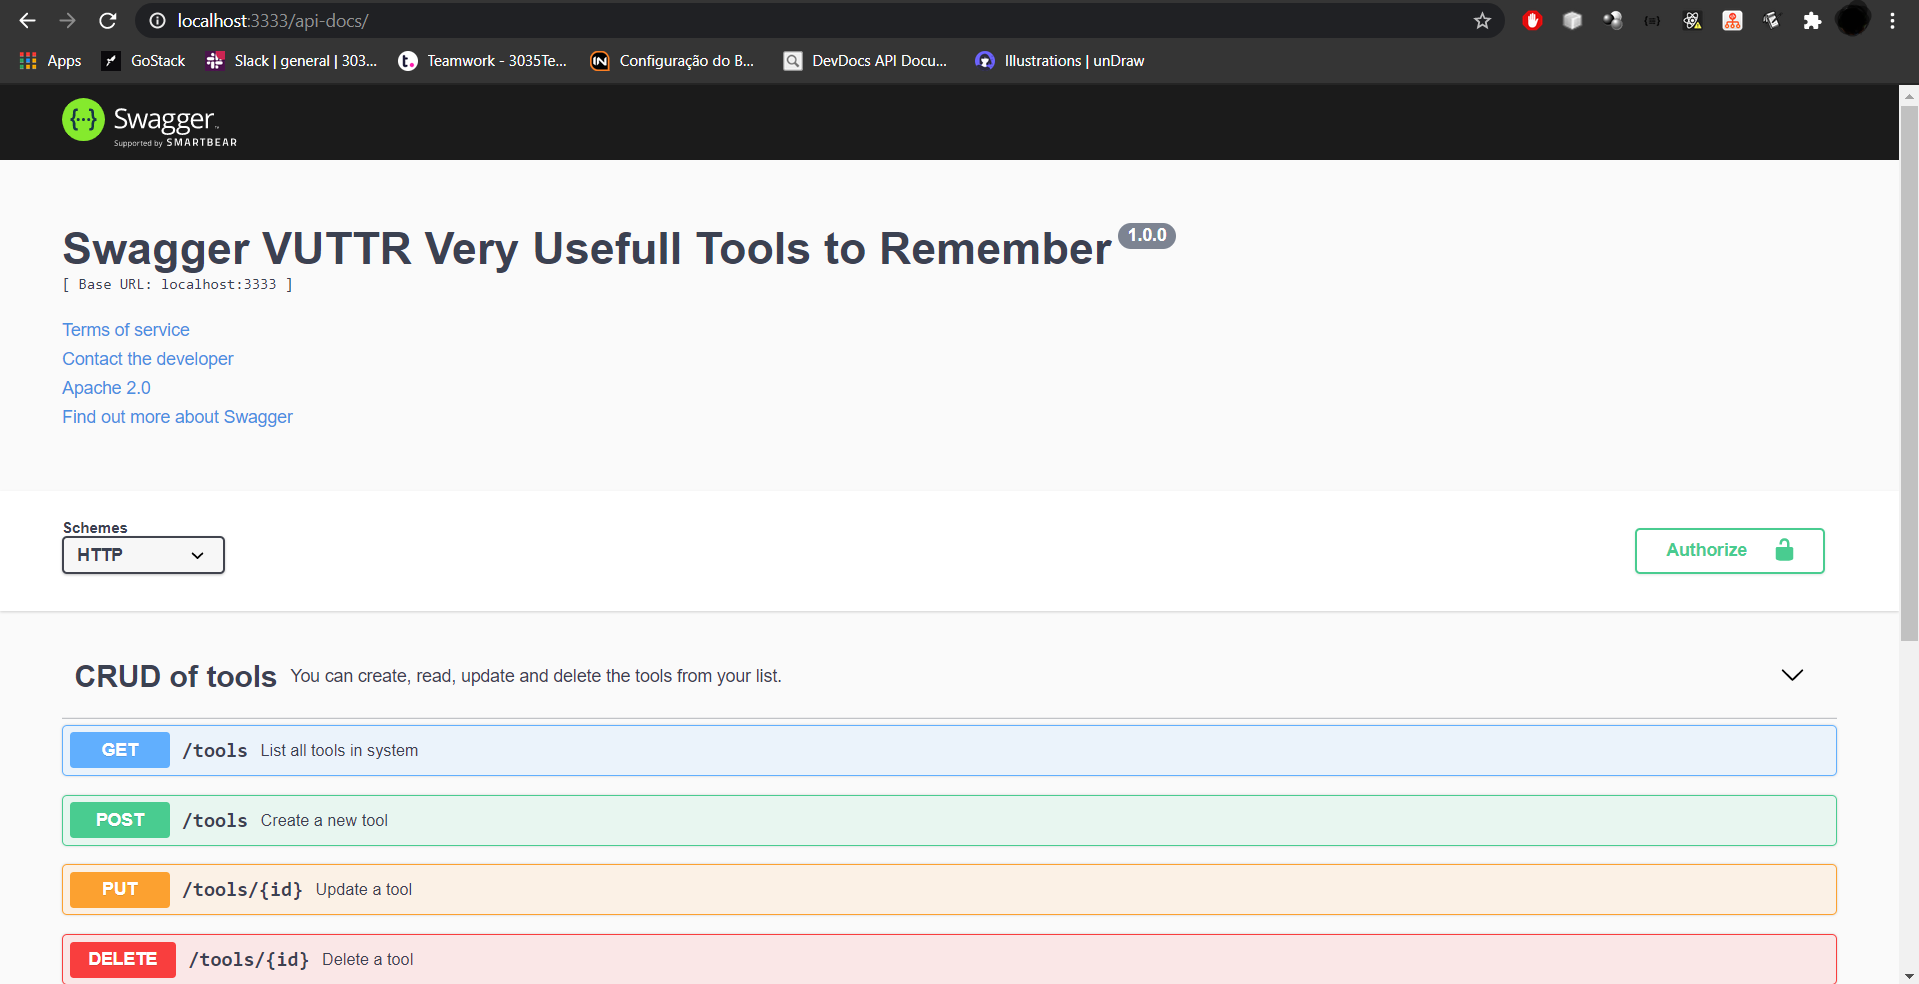 localhost:3333/api-docs/
Apps GoStack Slack | general | 303... Teamwork - 3035Te... Configuração do B... DevDocs API Docu... Illustrations | unDraw
{···} Swagger™
Supported by SMARTBEAR
Swagger VUTTR Very Usefull Tools to Remember 1.0.0
[ Base URL: localhost:3333 ]
Terms of service
Contact the developer
Apache 2.0
Find out more about Swagger
Schemes
HTTP
Authorize
CRUD of tools You can create, read, update and delete the tools from your list.
GET /tools List all tools in system
POST /tools Create a new tool
PUT /tools/{id} Update a tool
DELETE /tools/{id} Delete a tool